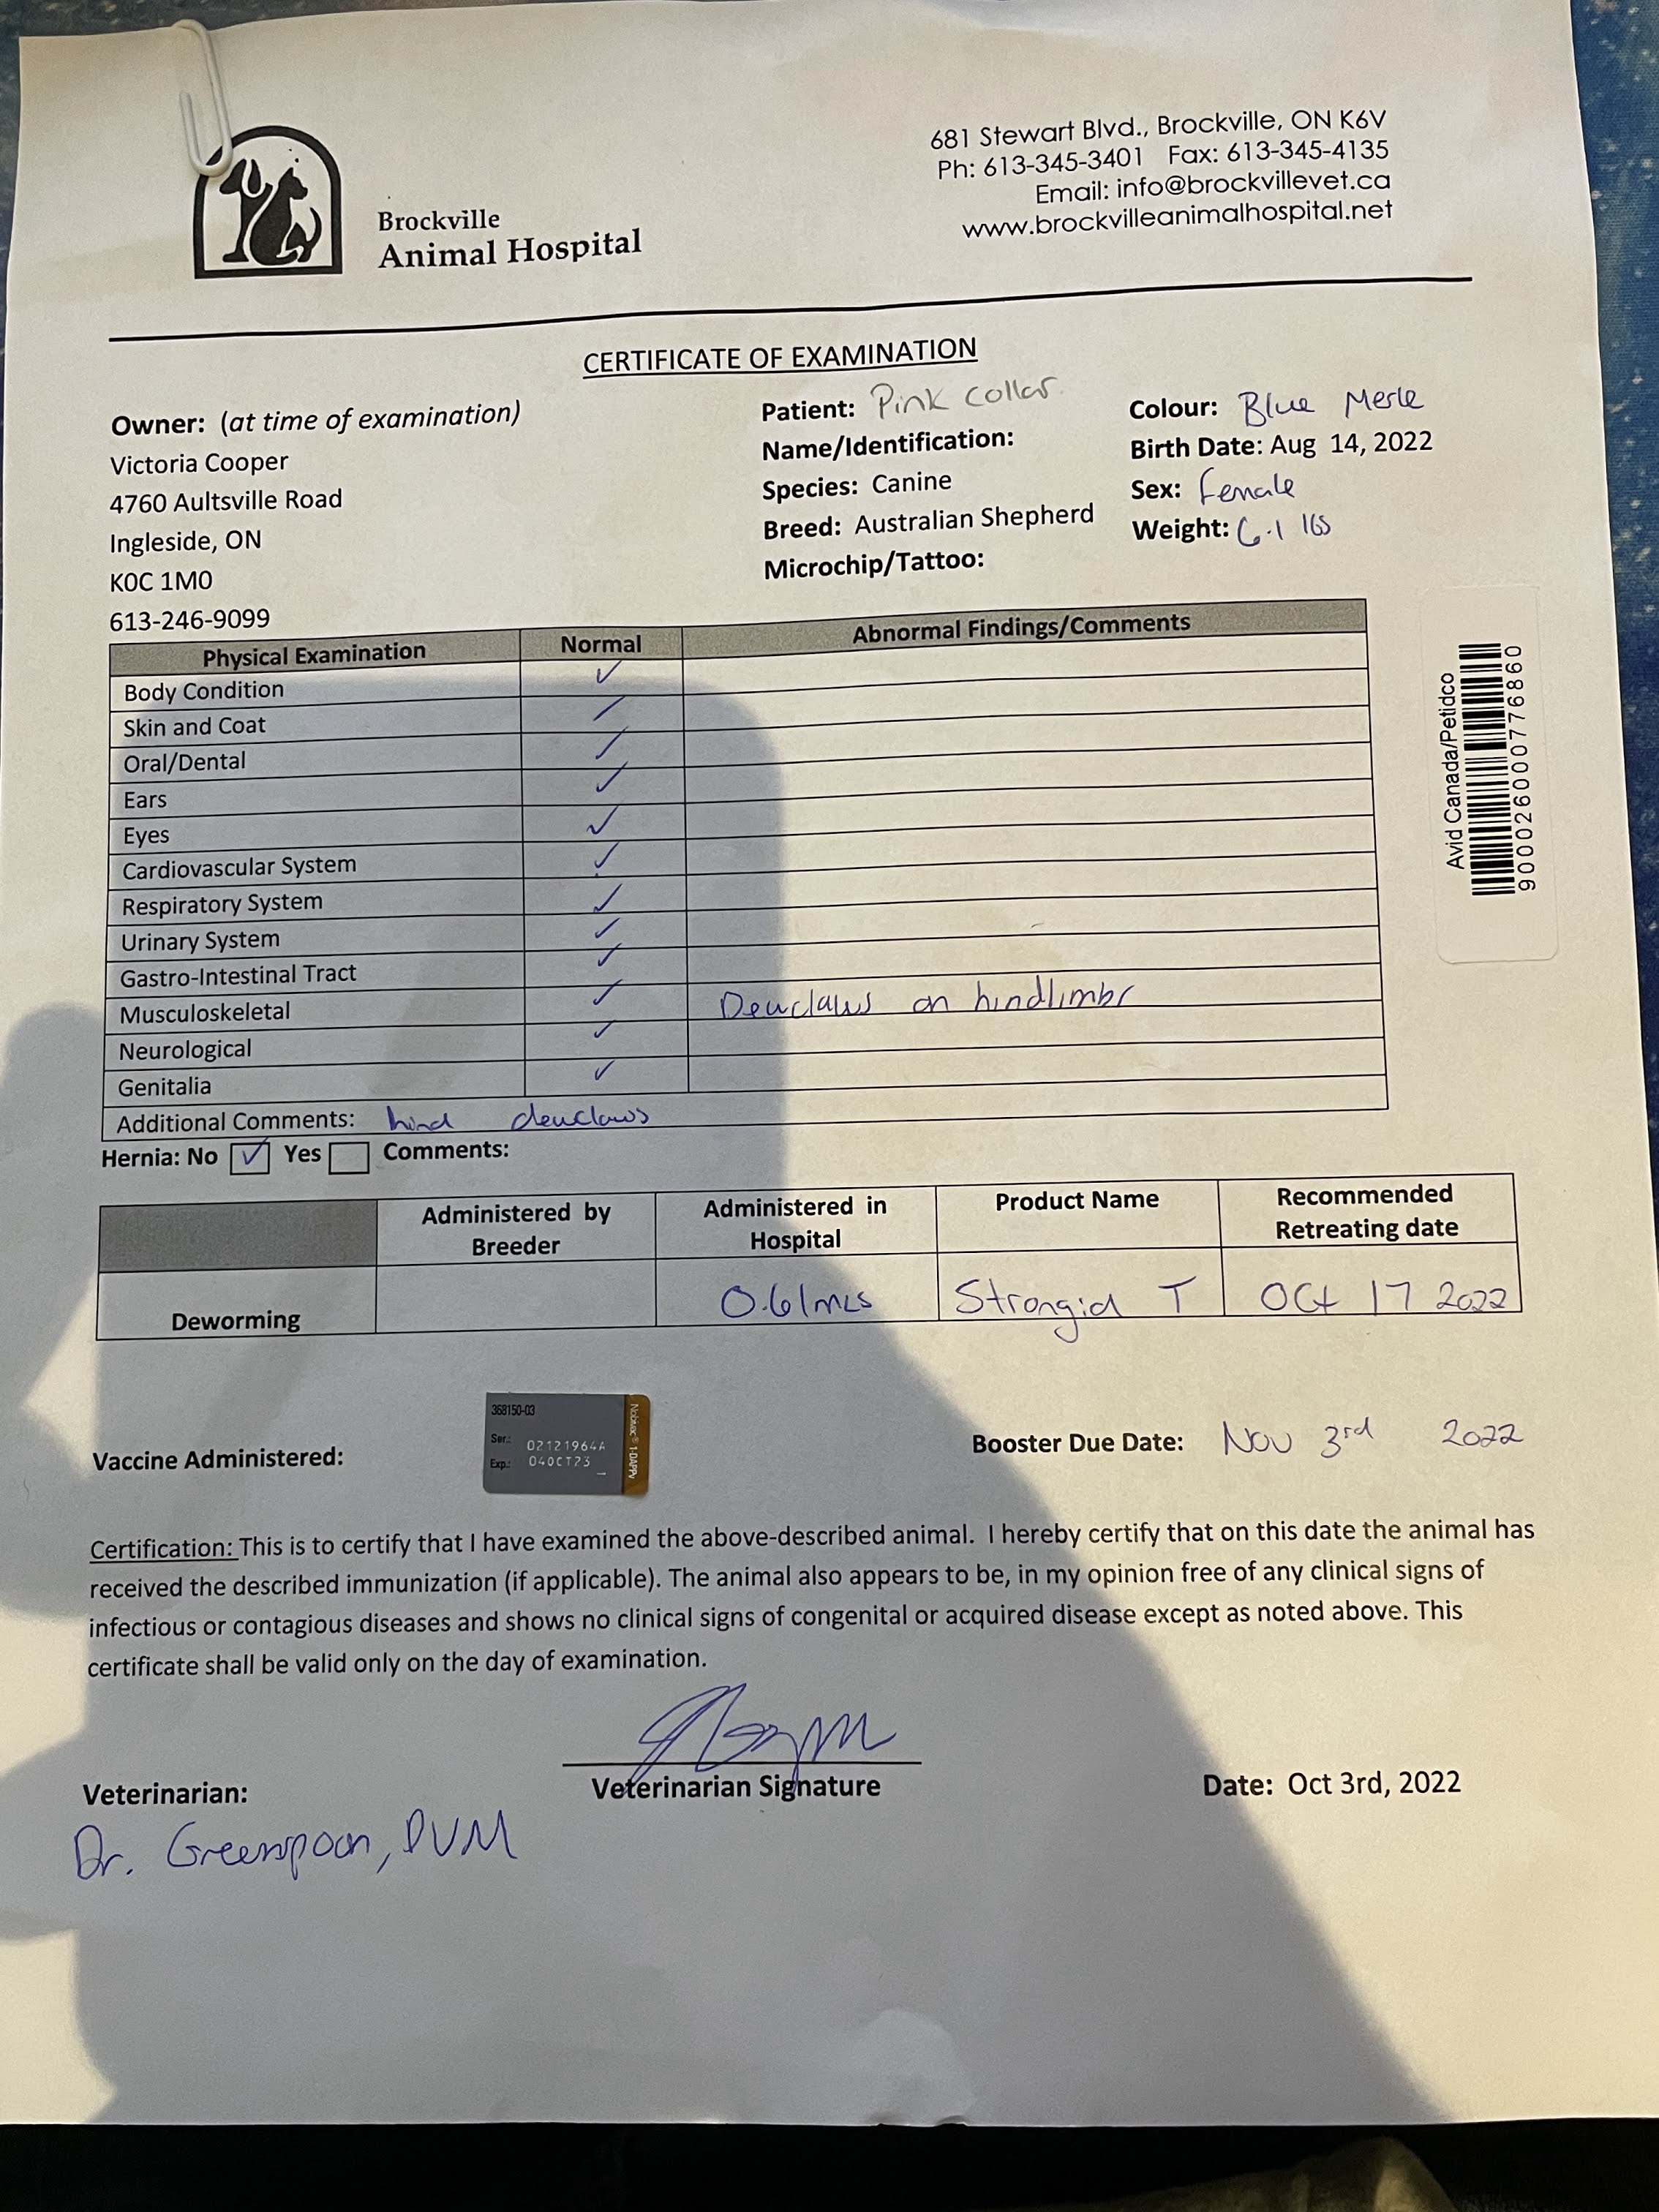 681 Stewart Blvd., Brockville, ON K6V
Ph: 613-345-3401 Fax: 613-345-4135
Email: info@brockvillevet.ca
www.brockvilleanimalhospital.net
Brockville
Animal Hospital
CERTIFICATE OF EXAMINATION
Owner: (at time of examination)
Victoria Cooper
4760 Aultsville Road
Ingleside, ON
K0C 1M0
613-246-9099
Patient: Pink Collar
Name/Identification:
Species: Canine
Breed: Australian Shepherd
Microchip/Tattoo:
Colour: Blue Merle
Birth Date: Aug 14, 2022
Sex: Female
Weight: 6.1 lbs
Avid Canada/Petidco
900026000776860
Physical Examination Normal Abnormal Findings/Comments
Body Condition ✓
Skin and Coat ✓
Oral/Dental ✓
Ears ✓
Eyes ✓
Cardiovascular System ✓
Respiratory System ✓
Urinary System ✓
Gastro-Intestinal Tract ✓
Musculoskeletal ✓ Dewclaws on hindlimbs
Neurological ✓
Genitalia ✓
Additional Comments: hind dewclaws
Hernia: No ✓ Yes Comments:
Administered by Breeder Administered in Hospital Product Name Recommended Retreating date
Deworming 0.61mLs Strongid T Oct 17 2022
Vaccine Administered:
368150-03
Ser.: 02121964A
Exp.: 04OCT23
Nobivac® 1-DAPPv
Booster Due Date: Nov 3rd 2022
Certification: This is to certify that I have examined the above-described animal. I hereby certify that on this date the animal has
received the described immunization (if applicable). The animal also appears to be, in my opinion free of any clinical signs of
infectious or contagious diseases and shows no clinical signs of congenital or acquired disease except as noted above. This
certificate shall be valid only on the day of examination.
Veterinarian:
Dr. Greenspoon, DVM
Veterinarian Signature
Date: Oct 3rd, 2022